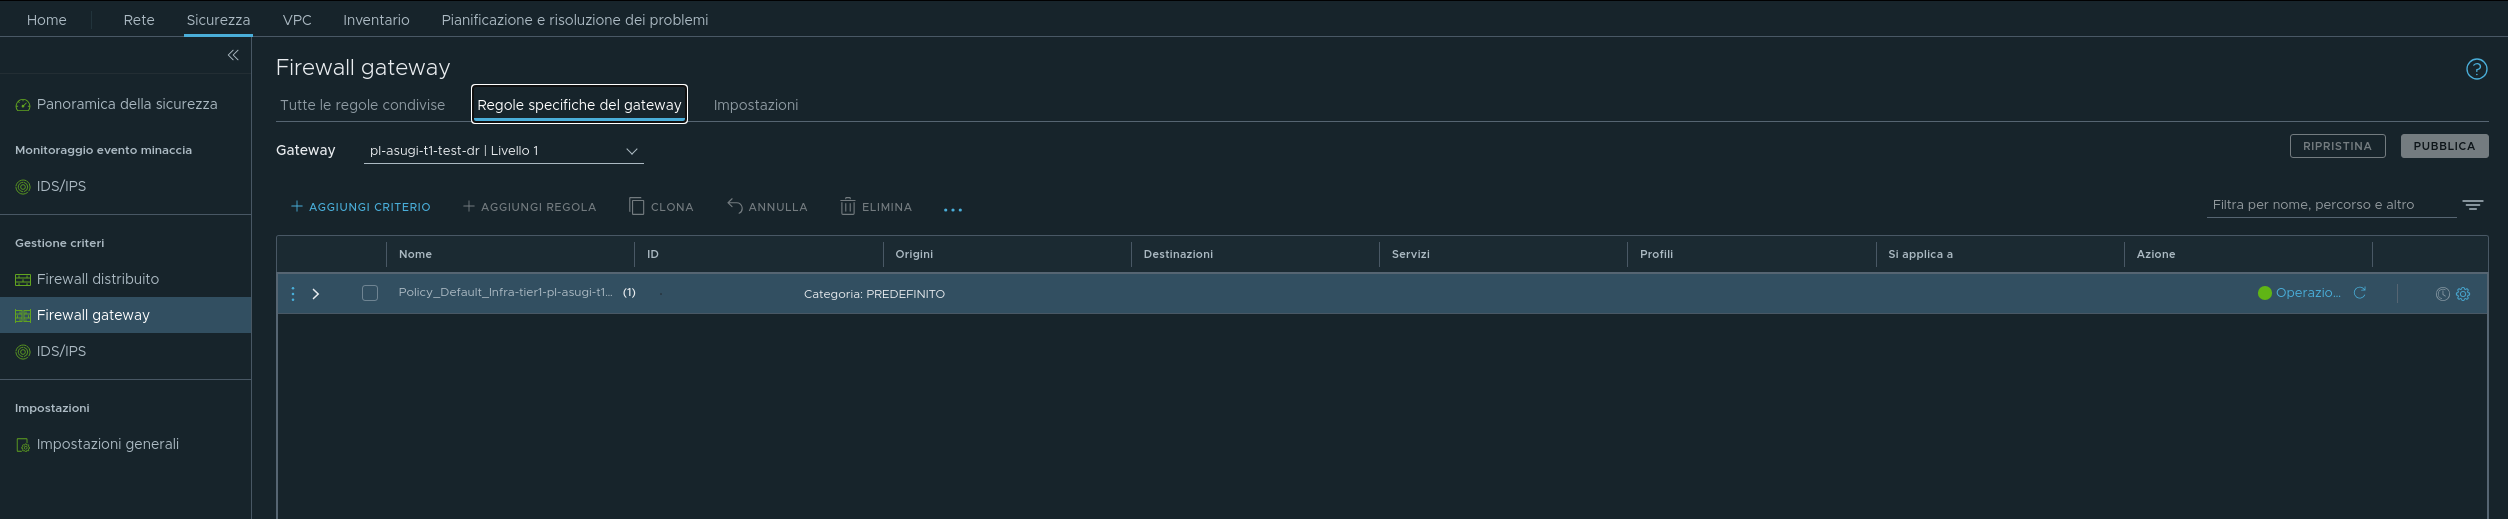 Home Rete Sicurezza VPC Inventario Pianificazione e risoluzione dei problemi
Panoramica della sicurezza
Monitoraggio evento minaccia
IDS/IPS
Gestione criteri
Firewall distribuito
Firewall gateway
IDS/IPS
Impostazioni
Impostazioni generali
Firewall gateway
?
Tutte le regole condivise Regole specifiche del gateway Impostazioni
Gateway pl-asugi-t1-test-dr | Livello 1 RIPRISTINA PUBBLICA
+ AGGIUNGI CRITERIO + AGGIUNGI REGOLA CLONA ANNULLA ELIMINA ... Filtra per nome, percorso e altro
Nome ID Origini Destinazioni Servizi Profili Si applica a Azione
Policy_Default_Infra-tier1-pl-asugi-t1... (1) Categoria: PREDEFINITO Operazio...